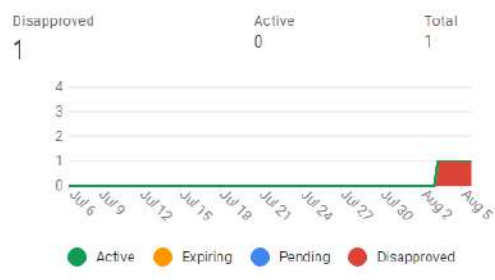 Disapproved Active Total
1 0 1
4
3
2
1
0
Jul 6 Jul 9 Jul 12 Jul 15 Jul 18 Jul 21 Jul 24 Jul 27 Jul 30 Aug 2 Aug 5
Active Expiring Pending Disapproved